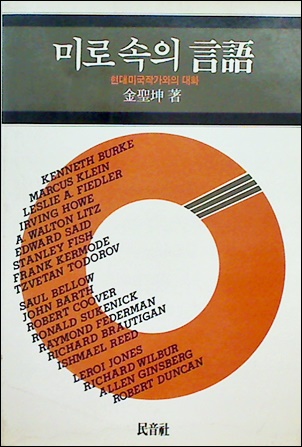 미로 속의 言語
현대미국작가와의 대화
金聖坤 著
KENNETH BURKE
MARCUS KLEIN
LESLIE A. FIEDLER
IRVING HOWE
A. WALTON LITZ
EDWARD SAID
STANLEY FISH
FRANK KERMODE
TZVETAN TODOROV
SAUL BELLOW
JOHN BARTH
ROBERT COOVER
RONALD SUKENICK
RAYMOND FEDERMAN
RICHARD BRAUTIGAN
ISHMAEL REED
LEROI JONES
RICHARD WILBUR
ALLEN GINSBERG
ROBERT DUNCAN
民音社